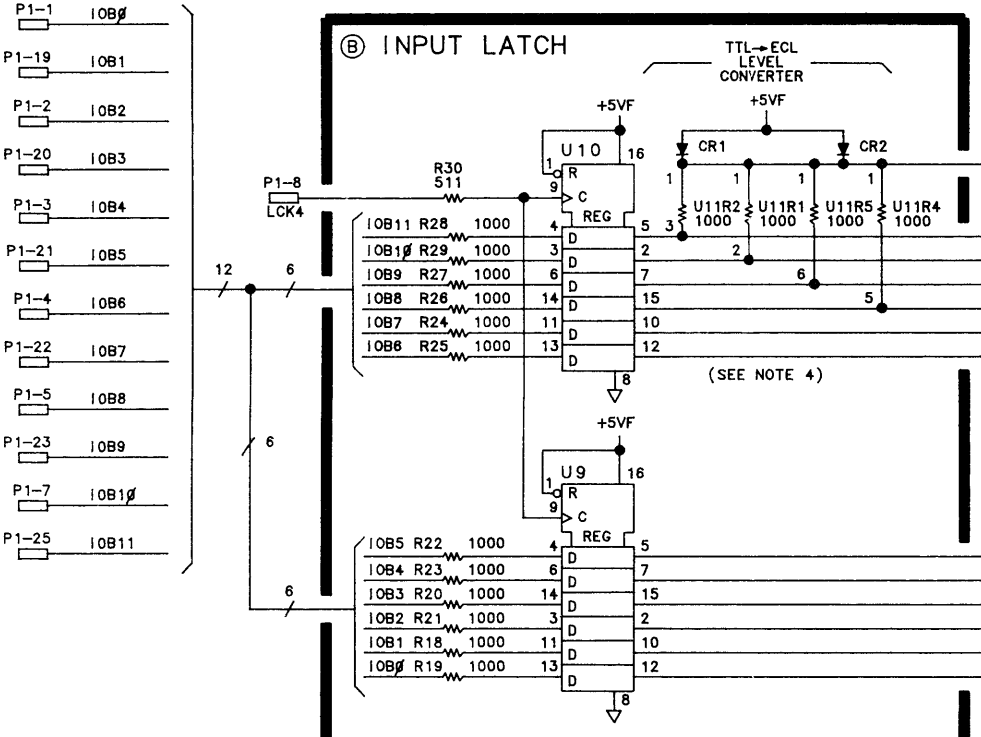 P1-1 IOBØ
P1-19 IOB1
P1-2 IOB2
P1-20 IOB3
P1-3 IOB4
P1-21 IOB5
P1-4 IOB6
P1-22 IOB7
P1-5 IOB8
P1-23 IOB9
P1-7 IOB1Ø
P1-25 IOB11
12
6
6
6
B INPUT LATCH
TTL→ECL
LEVEL
CONVERTER
+5VF
+5VF
CR1
CR2
P1-8
LCK4
R30
511
U10
16
1
R
9
C
REG
IOB11 R28 1000 4 D 5
IOB1Ø R29 1000 3 D 2
IOB9 R27 1000 6 D 7
IOB8 R26 1000 14 D 15
IOB7 R24 1000 11 D 10
IOB6 R25 1000 13 D 12
8
1 1 1 1
U11R2
1000
U11R1
1000
U11R5
1000
U11R4
1000
3
2
6
5
(SEE NOTE 4)
+5VF
U9
16
1
R
9
C
REG
IOB5 R22 1000 4 D 5
IOB4 R23 1000 6 D 7
IOB3 R20 1000 14 D 15
IOB2 R21 1000 3 D 2
IOB1 R18 1000 11 D 10
IOBØ R19 1000 13 D 12
8